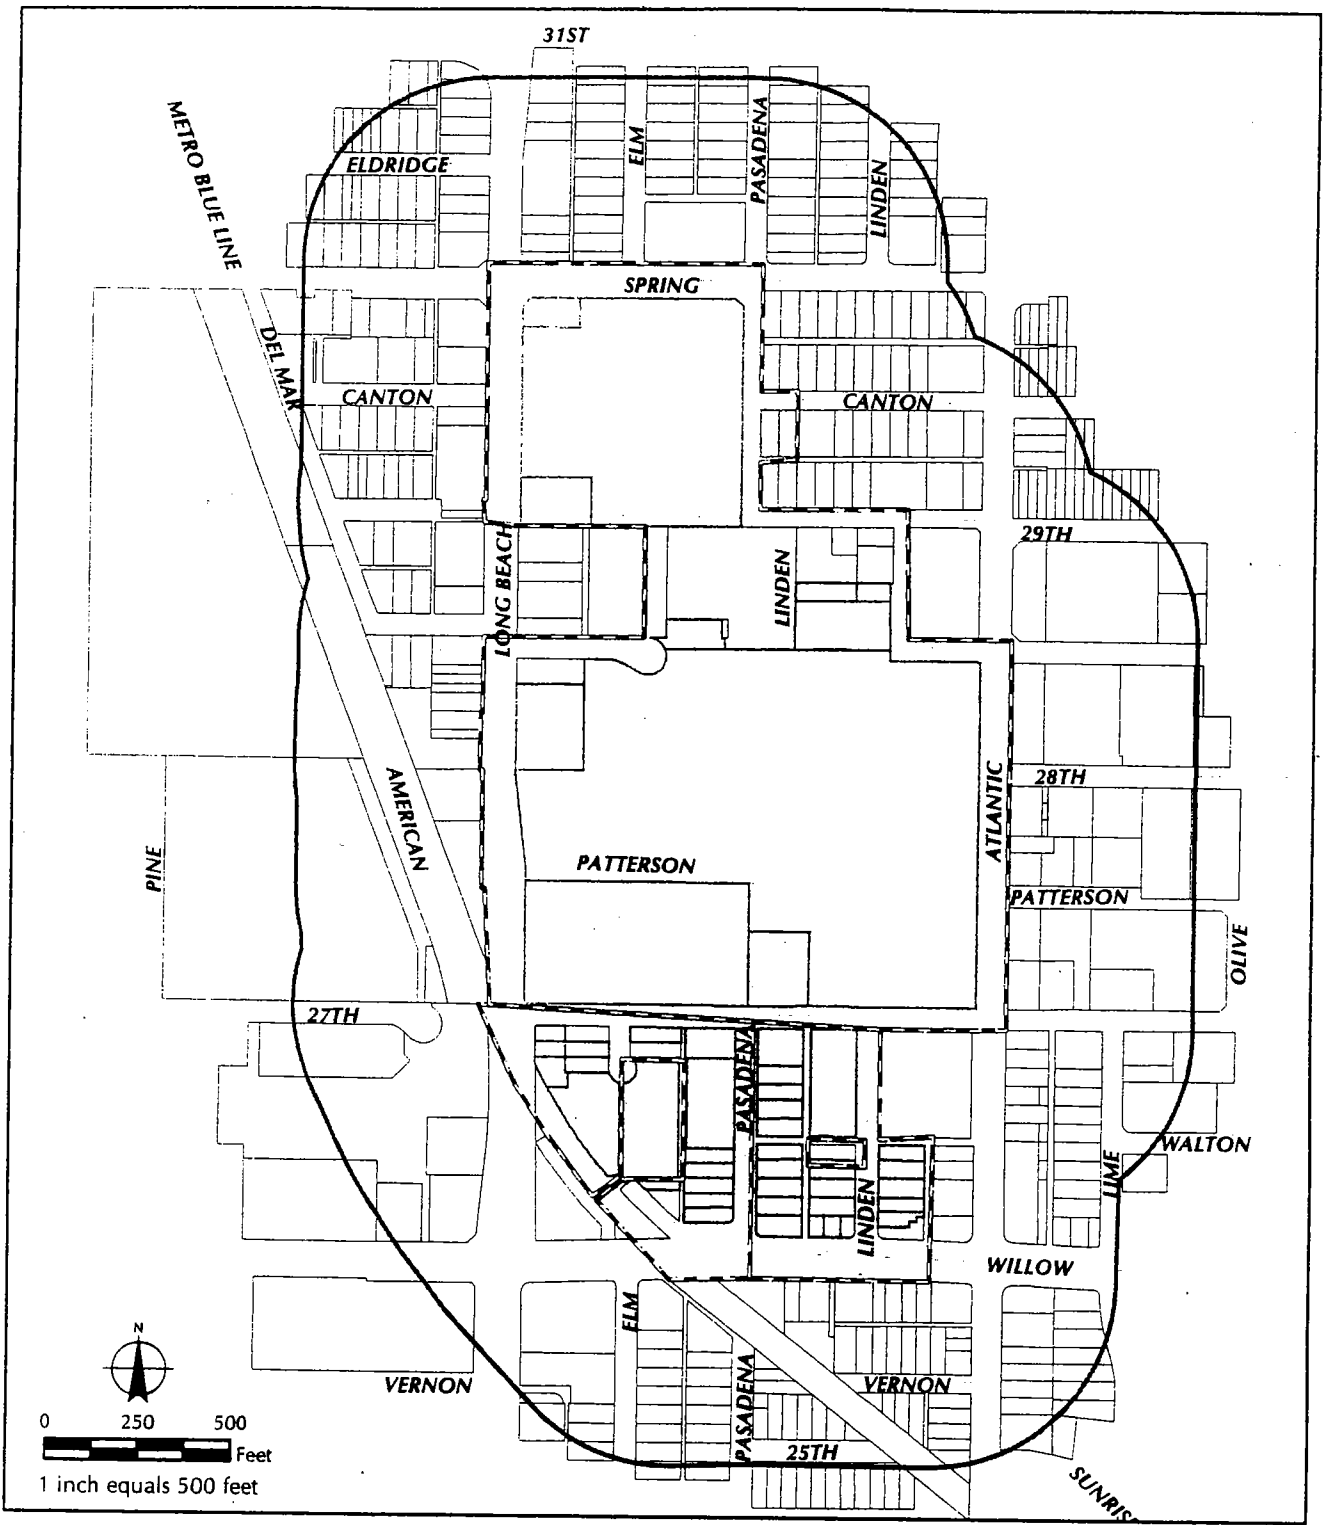 31ST
METRO BLUE LINE
ELDRIDGE
ELM
PASADENA
LINDEN
SPRING
DEL MAR
CANTON
CANTON
LONG BEACH
LINDEN
29TH
AMERICAN
ATLANTIC
28TH
PINE
PATTERSON
PATTERSON
OLIVE
27TH
PASADENA
WALTON
LIME
LINDEN
WILLOW
ELM
N
VERNON
PASADENA
VERNON
0 250 500
Feet
25TH
1 inch equals 500 feet